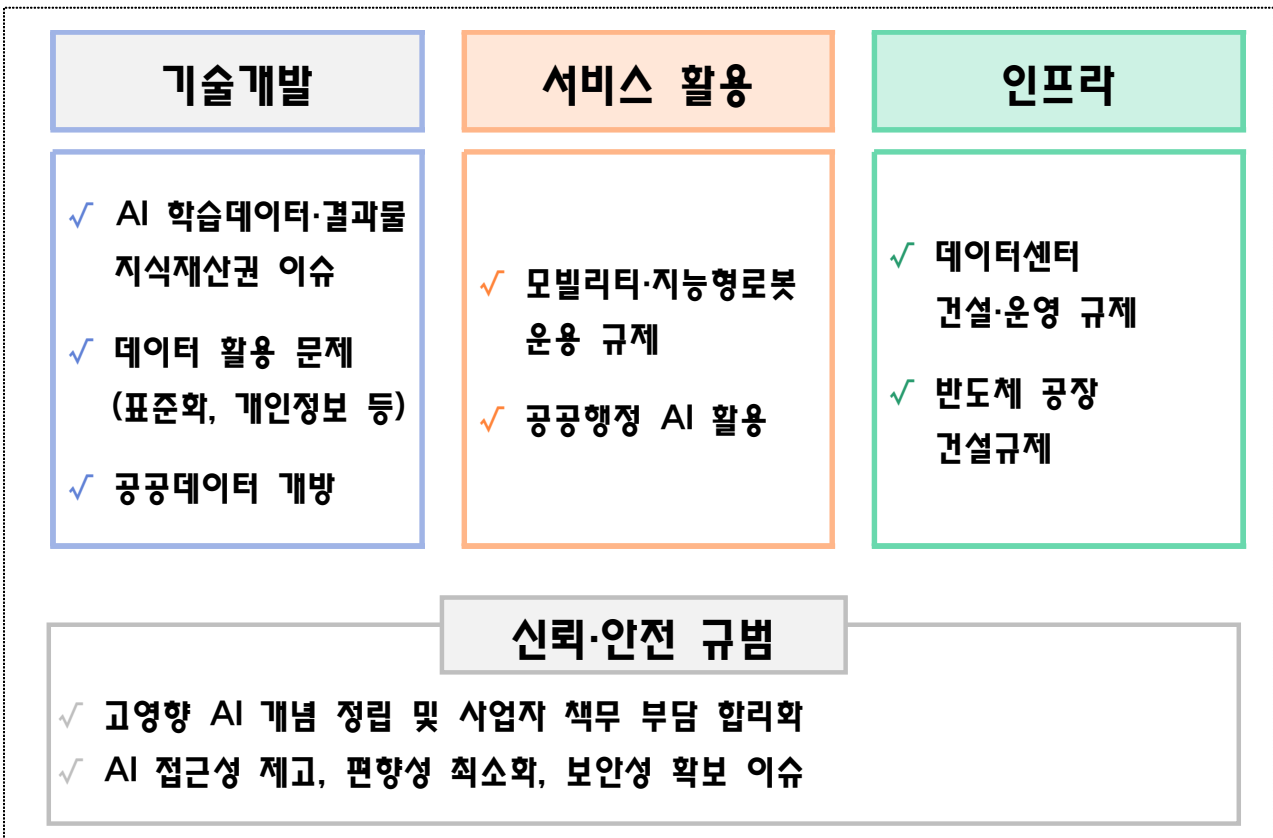 기술개발
√ AI 학습데이터·결과물
지식재산권 이슈
√ 데이터 활용 문제
(표준화, 개인정보 등)
√ 공공데이터 개방
서비스 활용
√ 모빌리티·지능형로봇
운용 규제
√ 공공행정 AI 활용
인프라
√ 데이터센터
건설·운영 규제
√ 반도체 공장
건설규제
신뢰·안전 규범
√ 고영향 AI 개념 정립 및 사업자 책무 부담 합리화
√ AI 접근성 제고, 편향성 최소화, 보안성 확보 이슈